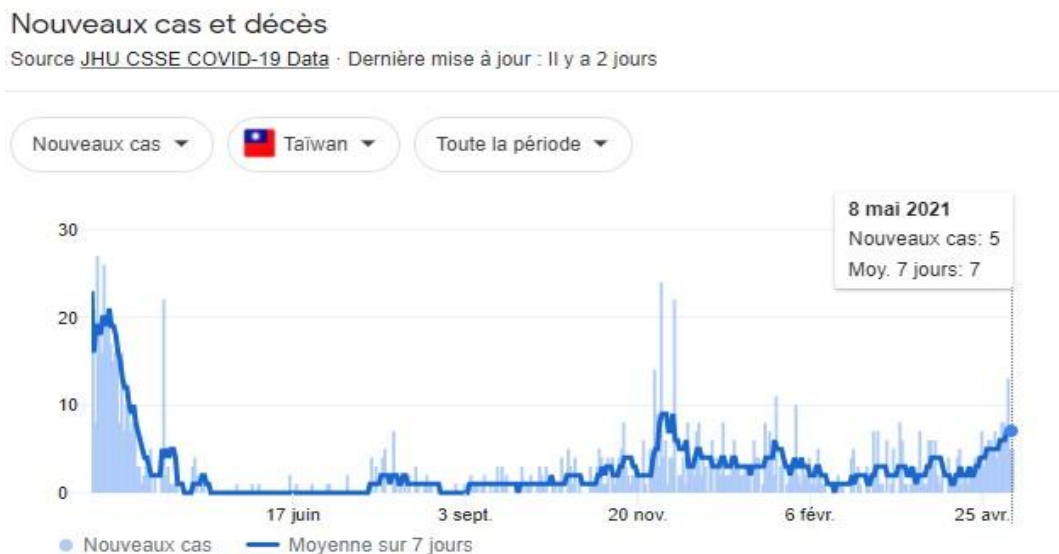 Nouveaux cas et décès
Source JHU CSSE COVID-19 Data · Dernière mise à jour : Il y a 2 jours
Nouveaux cas
Taïwan
Toute la période
8 mai 2021
Nouveaux cas: 5
Moy. 7 jours: 7
30
20
10
0
17 juin
3 sept.
20 nov.
6 févr.
25 avr.
Nouveaux cas
Moyenne sur 7 jours